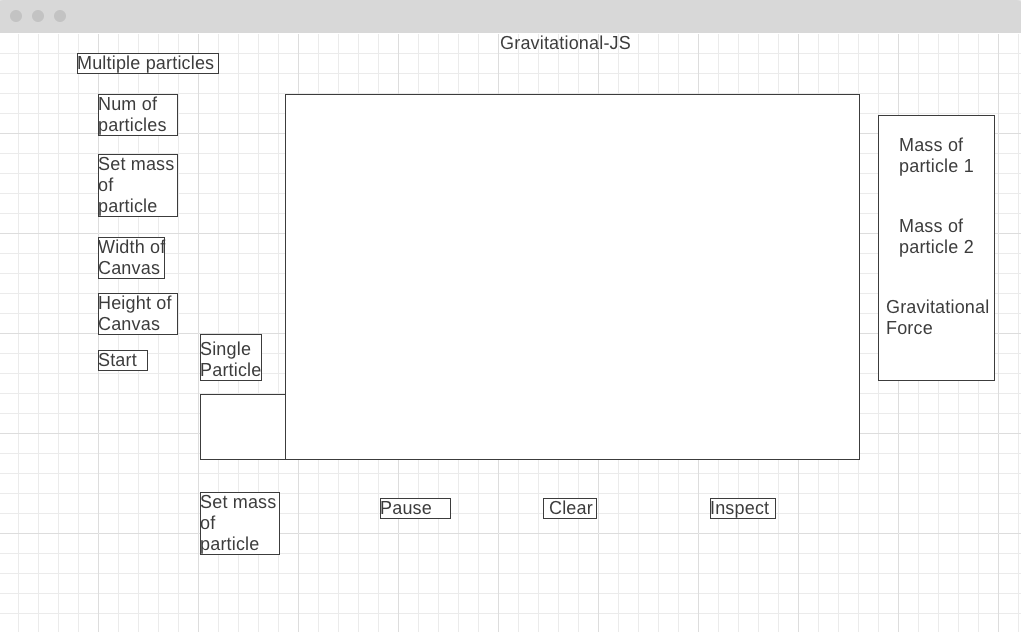 Gravitational-JS
Multiple particles
Num of
particles
Set mass
of
particle
Width of
Canvas
Height of
Canvas
Start
Single
Particle
Set mass
of
particle
Pause
Clear
Inspect
Mass of
particle 1
Mass of
particle 2
Gravitational
Force